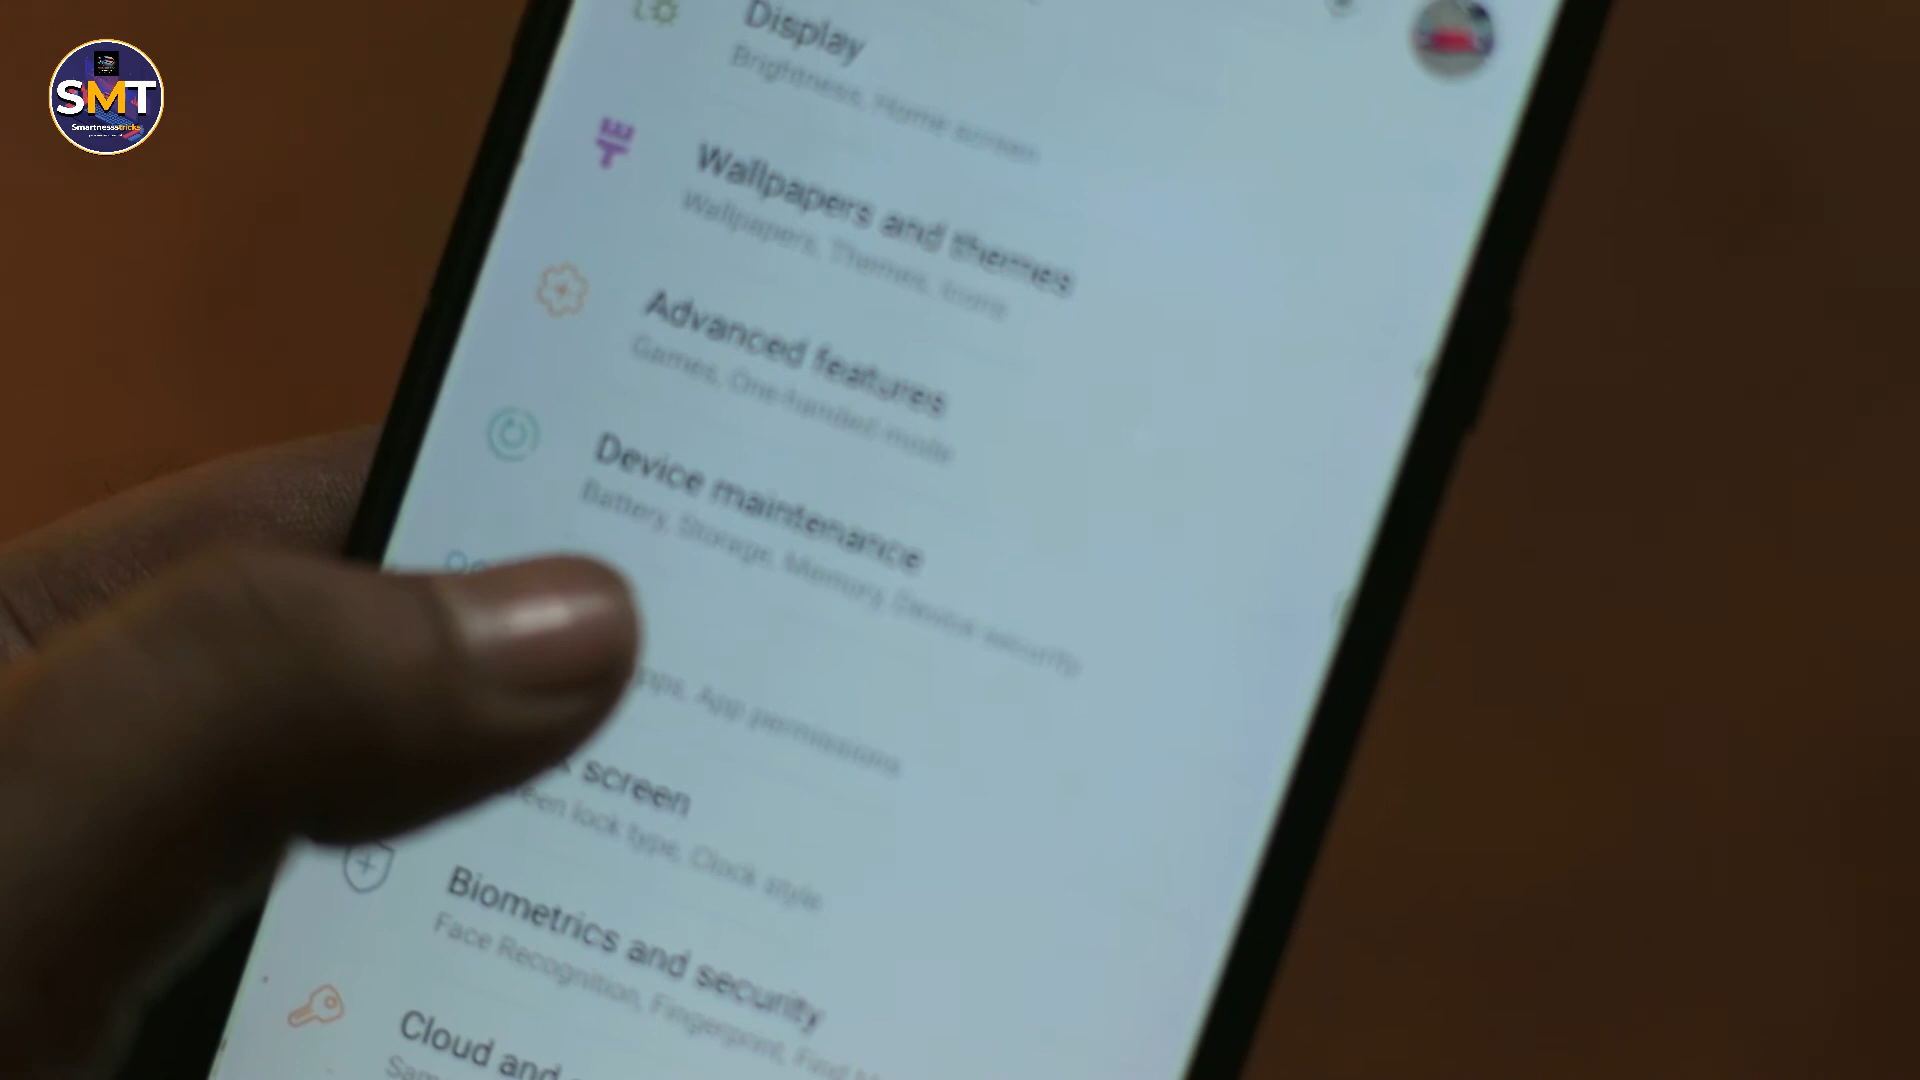 SMT
Smartnessstricks
Display
Brightness, Home screen
Wallpapers and themes
Wallpapers, Themes, Icons
Advanced features
Games, One-handed mode
Device maintenance
Battery, Storage, Memory, Device security
App permissions
screen
lock type, Clock style
Biometrics and security
Face Recognition, Fingerprint, Find
Cloud and